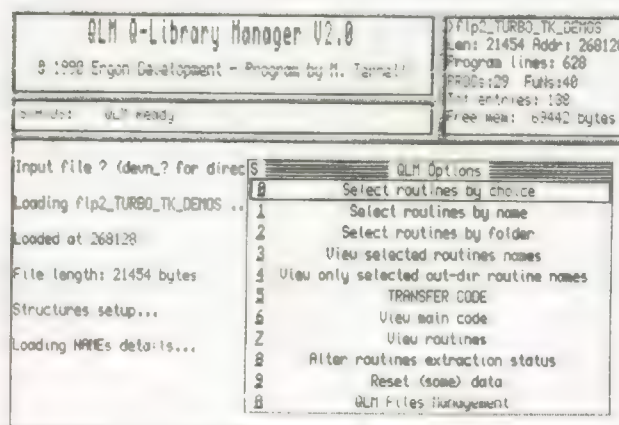 QLM Q-Library Manager V2.0
@ 1990 Ergon Development - Program by
>flp2_TURBO_TK_DEMOS
Len: 21454 Addr: 268128
Program lines: 628
PROCs:29 FuNs:40
entries: 138
Free mem: 69442 bytes
QLM ready
Input file ? (devn_? for direc
Loading flp2_TURBO_TK_DEMOS ..
Loaded at 268128
File length: 21454 bytes
Structures setup...
Loading NAMEs details...
S QLM Options
0 Select routines by choice
1 Select routines by name
2 Select routines by folder
3 View selected routines names
4 View only selected out-dir routine names
5 TRANSFER CODE
6 View main code
7 View routines
8 Alter routines extraction status
9 Reset (some) data
QLM Files Management